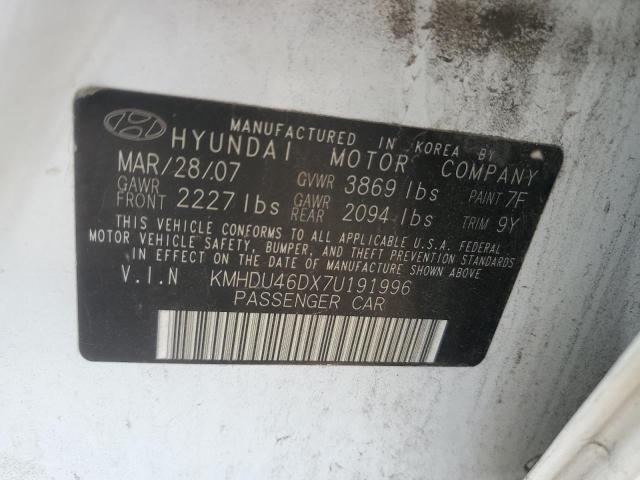 MANUFACTURED IN KOREA BY
HYUNDAI MOTOR COMPANY
MAR/28/07
GAWR FRONT 2227 lbs GVWR 3869 lbs PAINT 7F
GAWR REAR 2094 lbs TRIM 9Y
THIS VEHICLE CONFORMS TO ALL APPLICABLE U.S.A. FEDERAL
MOTOR VEHICLE SAFETY, BUMPER, AND THEFT PREVENTION STANDARDS
IN EFFECT ON THE DATE OF MANUFACTURE SHOWN ABOVE.
V.I.N KMHDU46DX7U191996
PASSENGER CAR